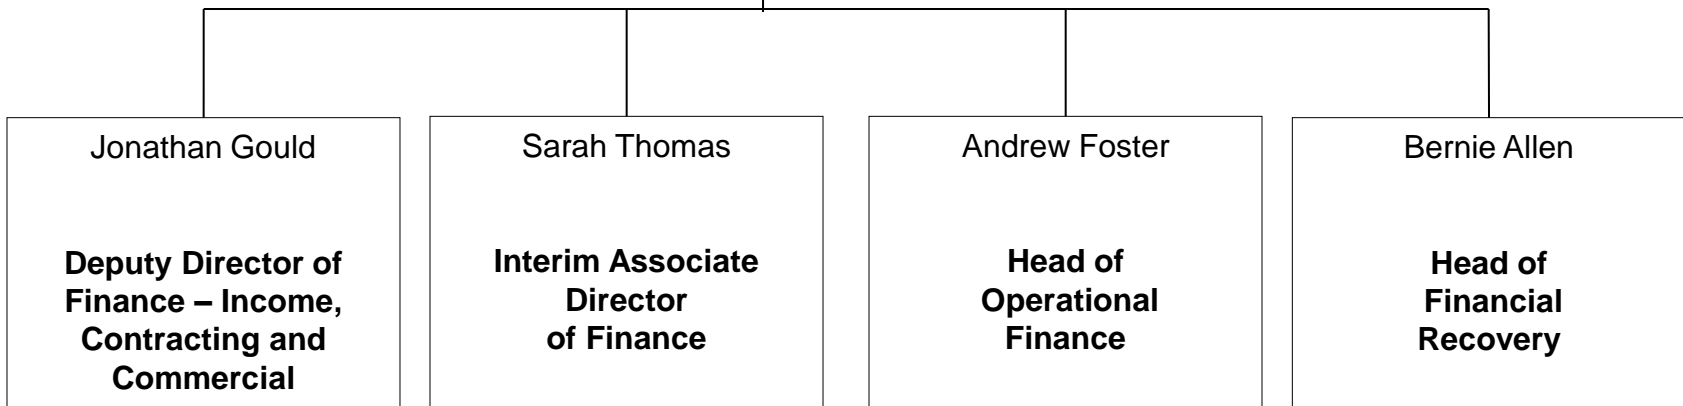 Jonathan Gould
Deputy Director of
Finance – Income,
Contracting and
Commercial
Sarah Thomas
Interim Associate
Director
of Finance
Andrew Foster
Head of
Operational
Finance
Bernie Allen
Head of
Financial
Recovery